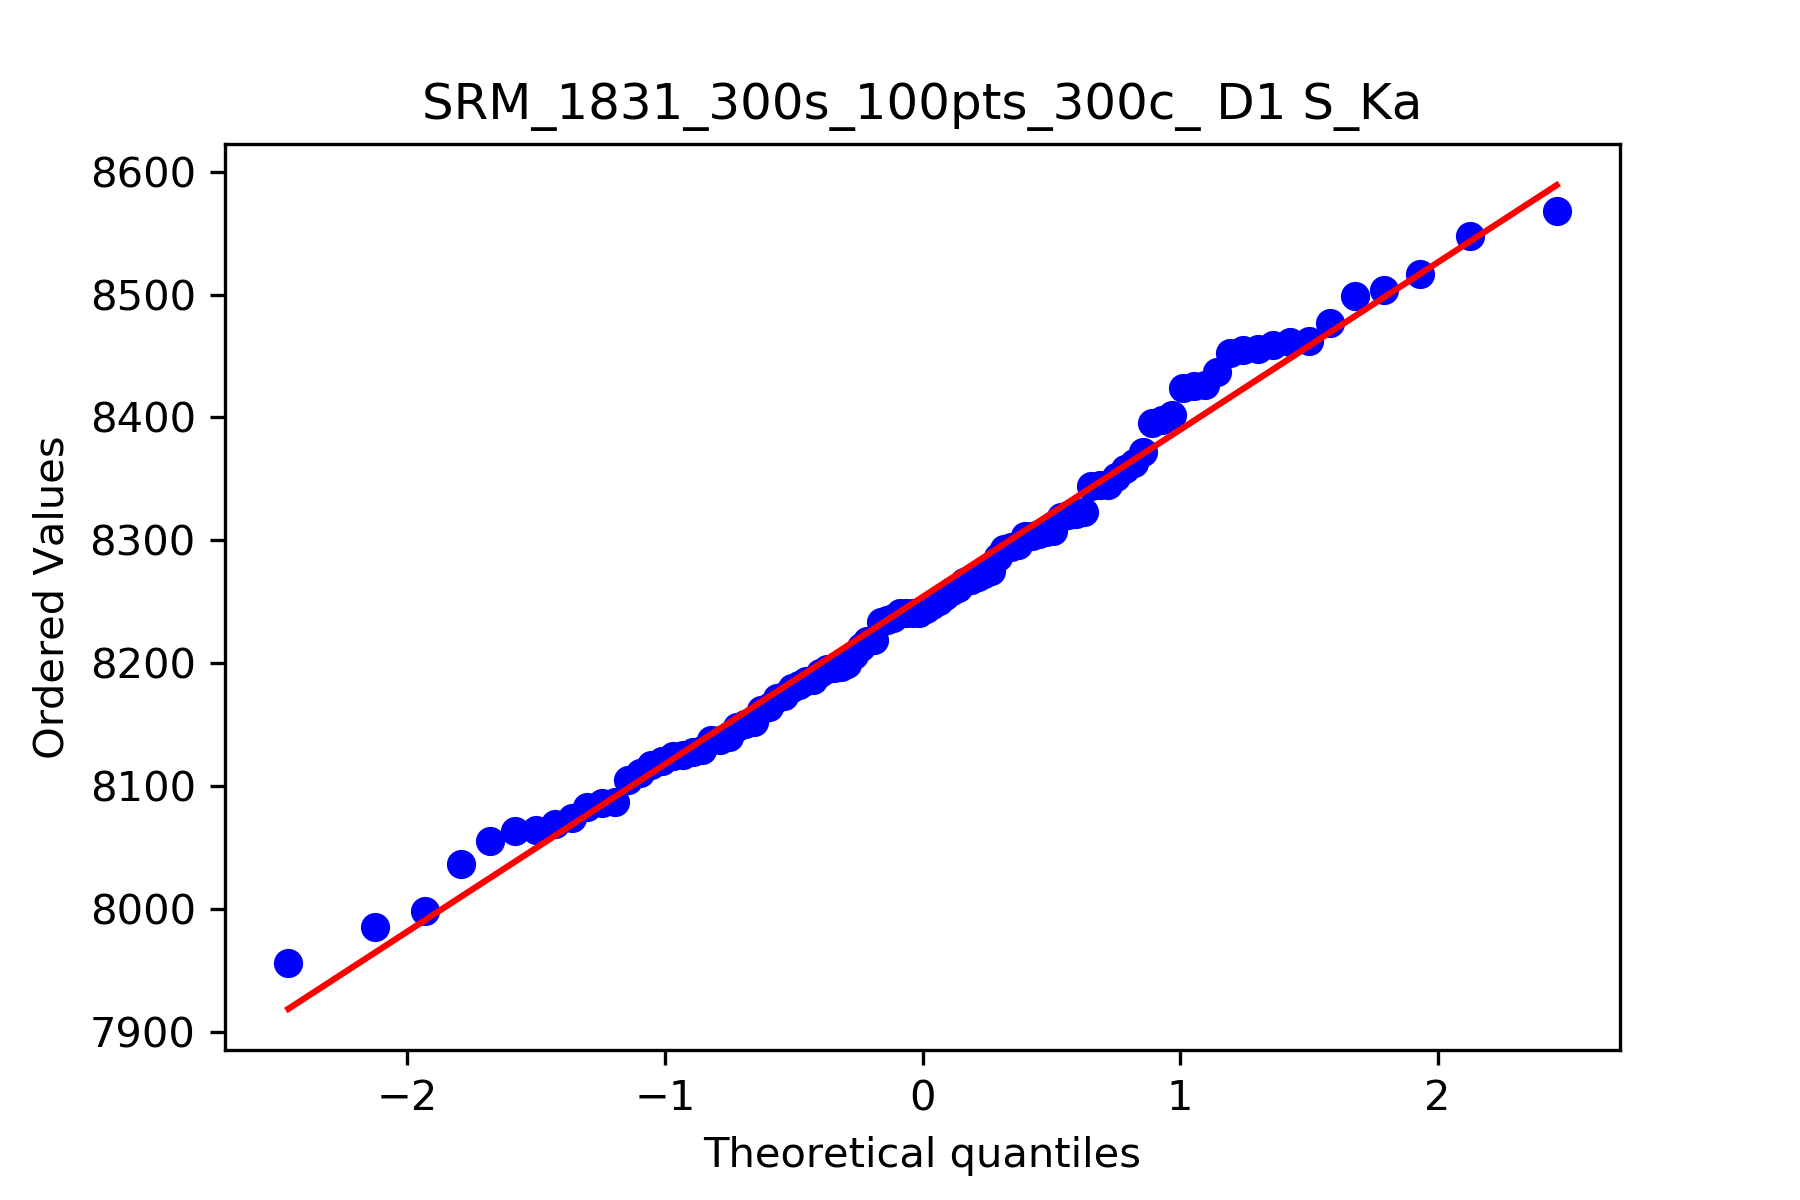 SRM_1831_300s_100pts_300c_ D1 S_Ka
8600
8500
8400
8300
8200
8100
8000
7900
Ordered Values
−2 −1 0 1 2
Theoretical quantiles